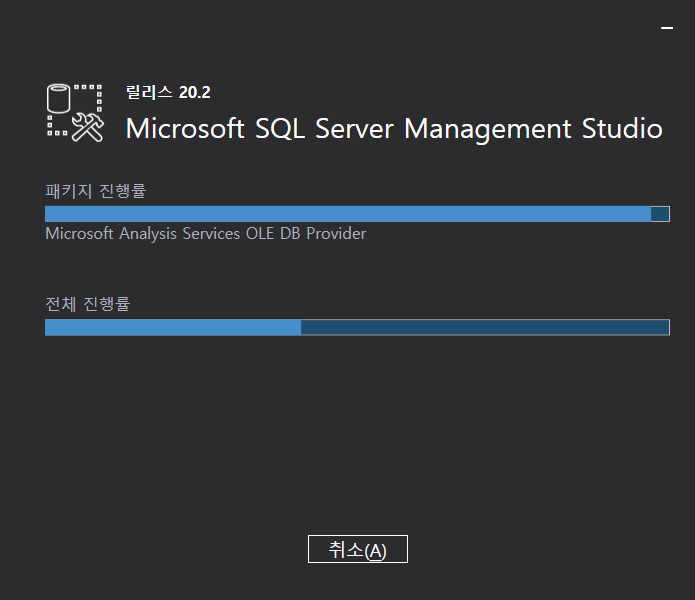 릴리스 20.2
Microsoft SQL Server Management Studio
패키지 진행률
Microsoft Analysis Services OLE DB Provider
전체 진행률
취소(A)